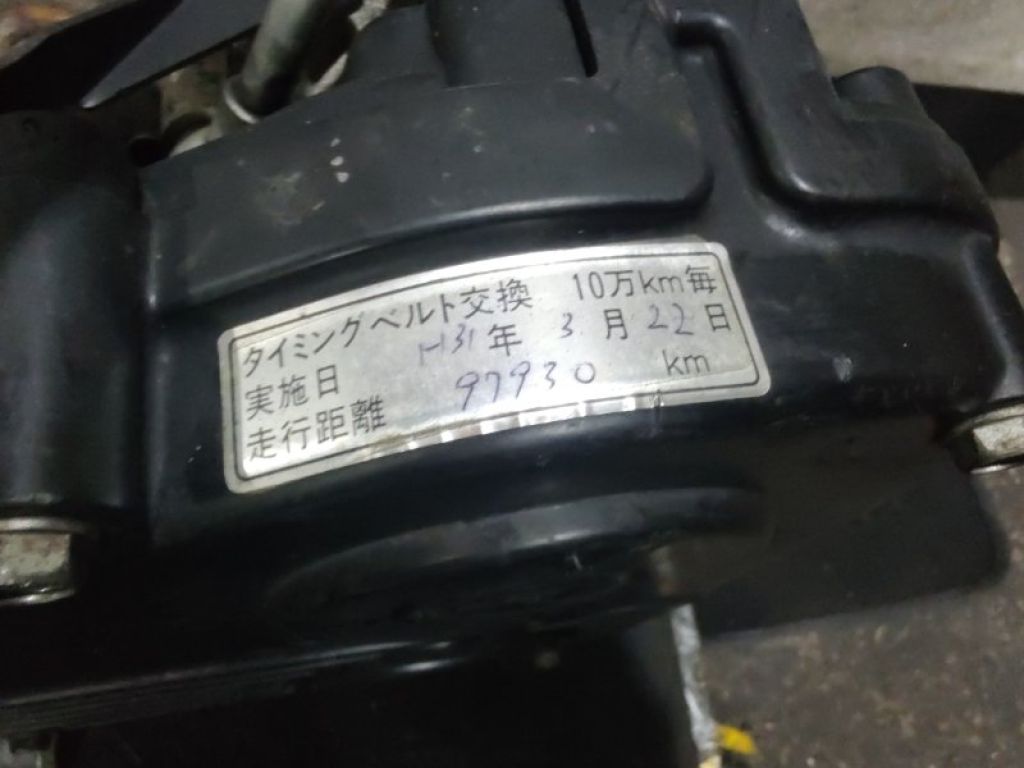 タイミングベルト交換 10万km毎
実施日 H31年 3月 22日
走行距離 97930 km